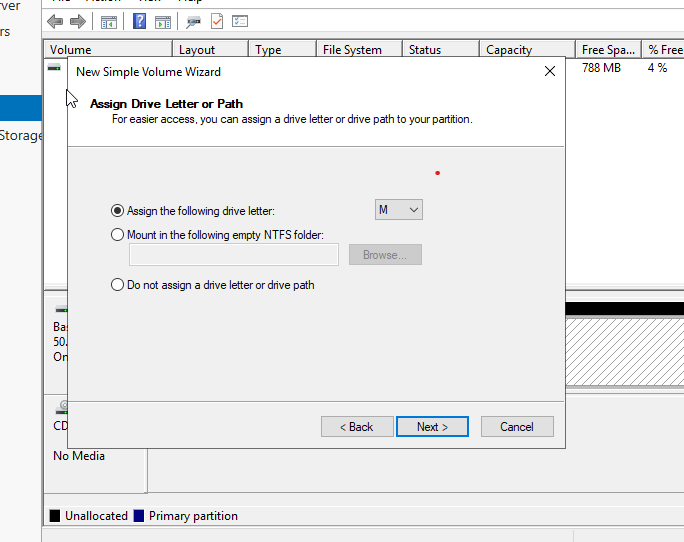 Volume Layout Type File System Status Capacity Free Spa... % Free
788 MB 4 %
Storage
New Simple Volume Wizard
Assign Drive Letter or Path
For easier access, you can assign a drive letter or drive path to your partition.
Assign the following drive letter: M
Mount in the following empty NTFS folder:
Browse...
Do not assign a drive letter or drive path
< Back Next > Cancel
Bas
50.
On
CD
No Media
Unallocated Primary partition